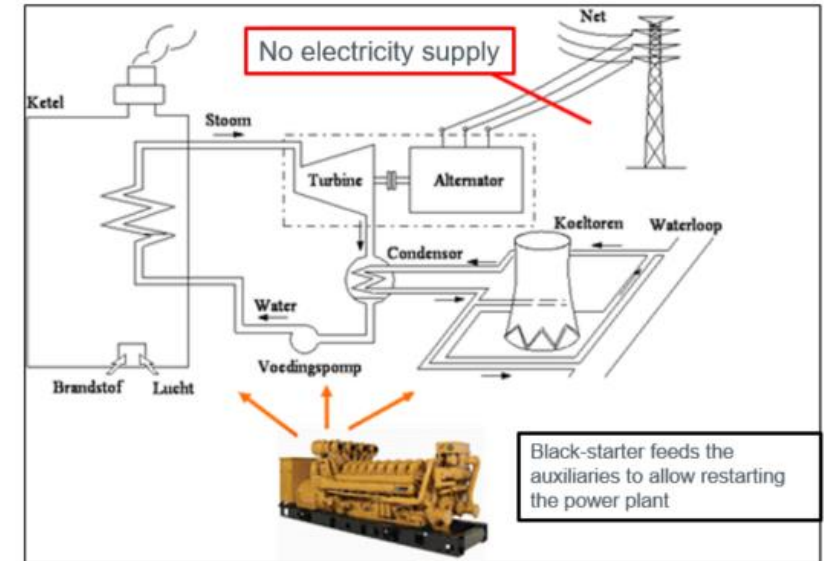 Net
No electricity supply
Ketel
Stoom
Turbine
Alternator
Koeltoren
Waterloop
Condensor
Water
Voedingspomp
Brandstof
Lucht
Black-starter feeds the
auxiliaries to allow restarting
the power plant